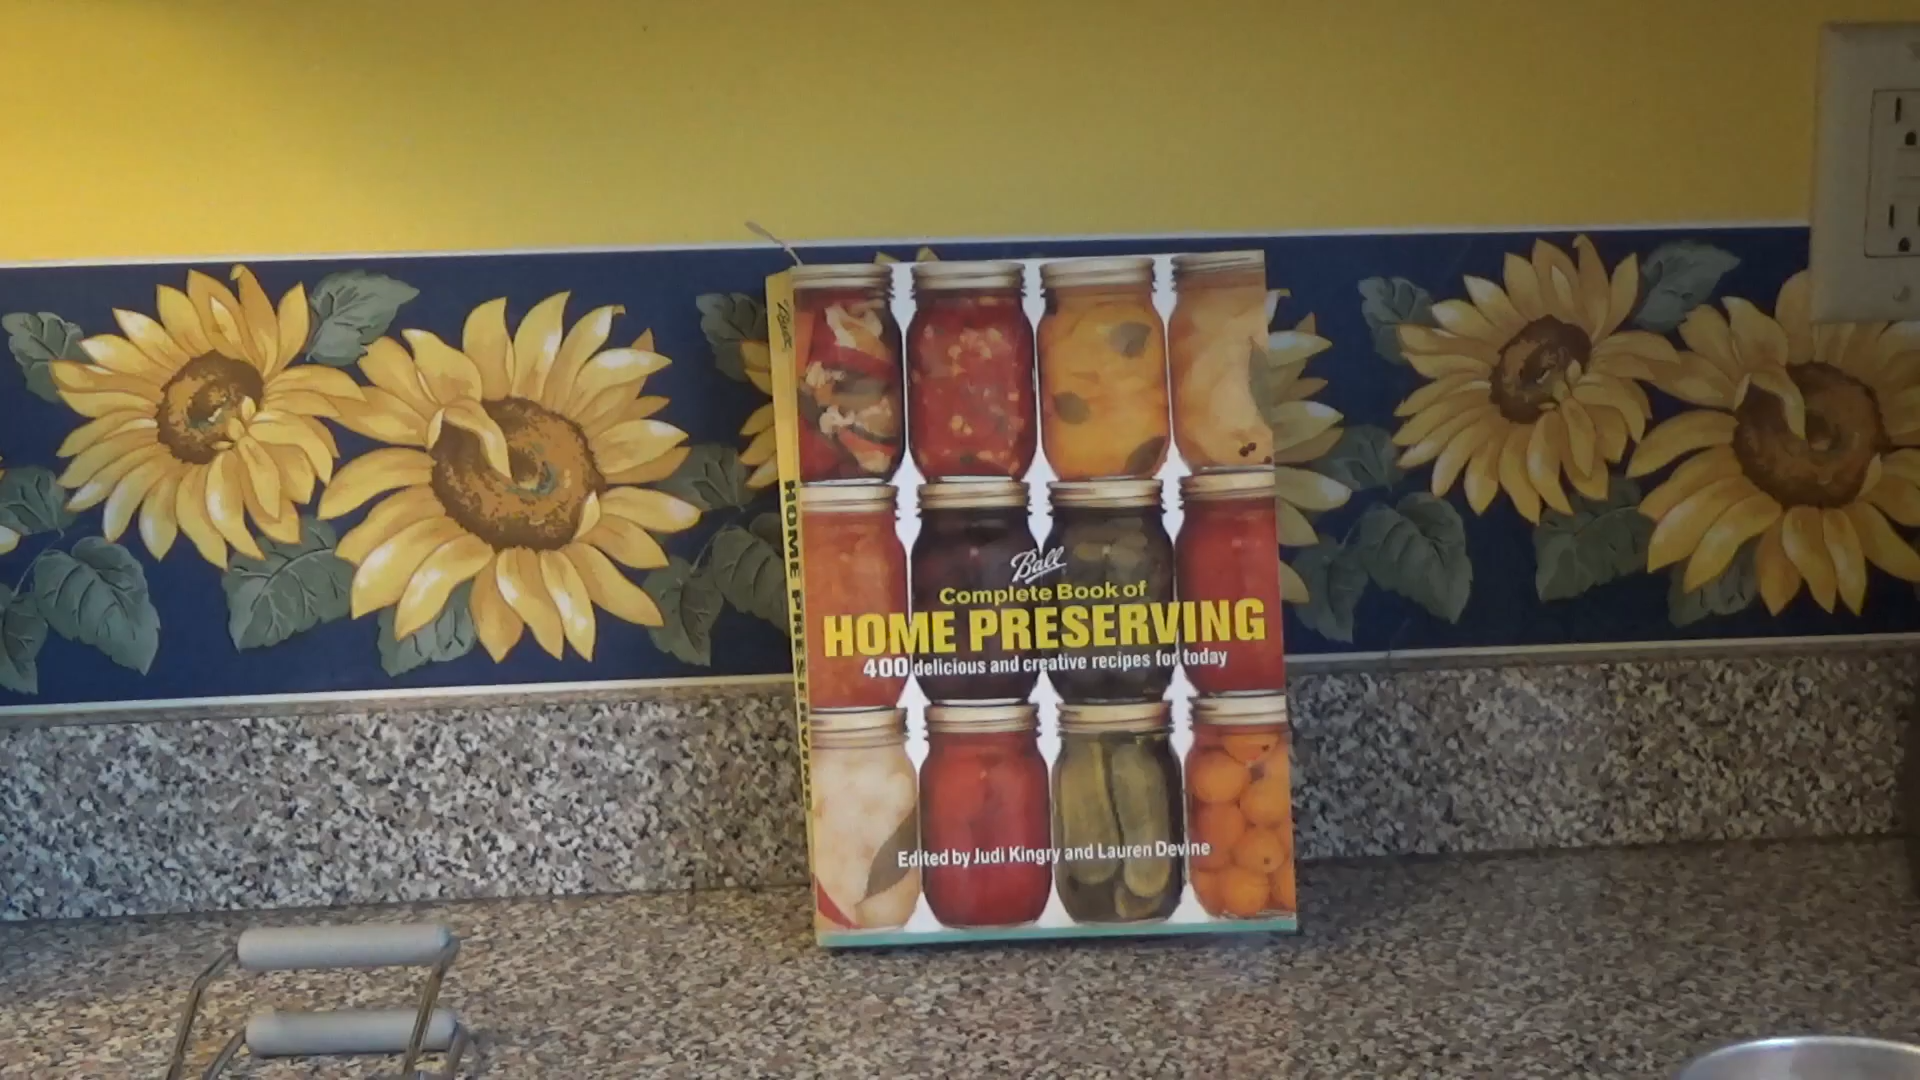 Ball
Complete Book of
HOME PRESERVING
400 delicious and creative recipes for today
Edited by Judi Kingry and Lauren Devine
Ball
HOME PRESERVING